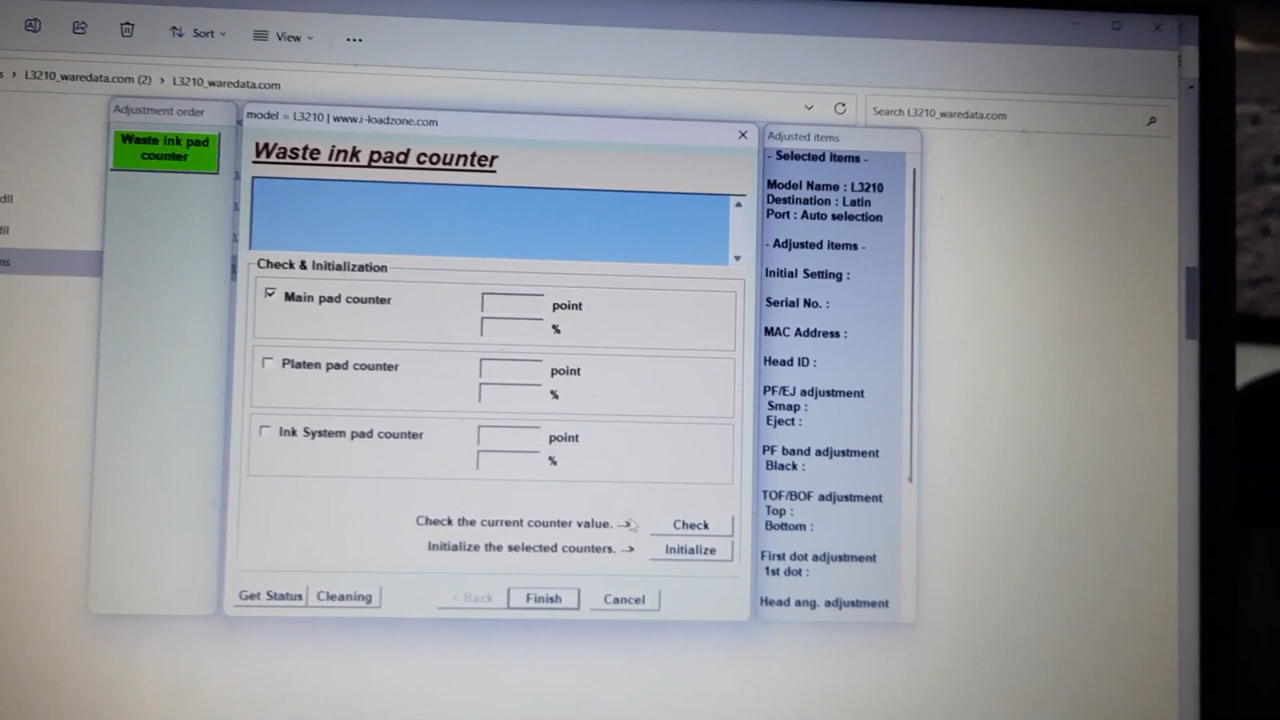 Sort
View
L3210_waredata.com (2) > L3210_waredata.com
Search L3210_waredata.com
Adjustment order
Waste ink pad
counter
model = L3210 | www.i-loadzone.com
Waste ink pad counter
Check & Initialization
Main pad counter
point
%
Platen pad counter
point
%
Ink System pad counter
point
%
Check the current counter value. -->
Check
Initialize the selected counters. -->
Initialize
Get Status
Cleaning
< Back
Finish
Cancel
Adjusted items
- Selected items -
Model Name : L3210
Destination : Latin
Port : Auto selection
- Adjusted items -
Initial Setting :
Serial No. :
MAC Address :
Head ID :
PF/EJ adjustment
Smap :
Eject :
PF band adjustment
Black :
TOF/BOF adjustment
Top :
Bottom :
First dot adjustment
1st dot :
Head ang. adjustment